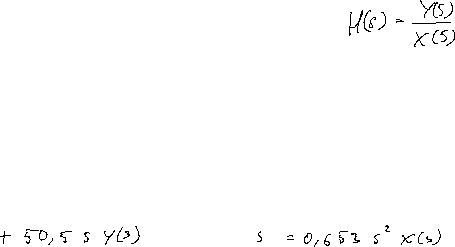 H(s) = Y(s)/X(s)
+ 50,5 s Y(s) s = 0,653 s² X(s)